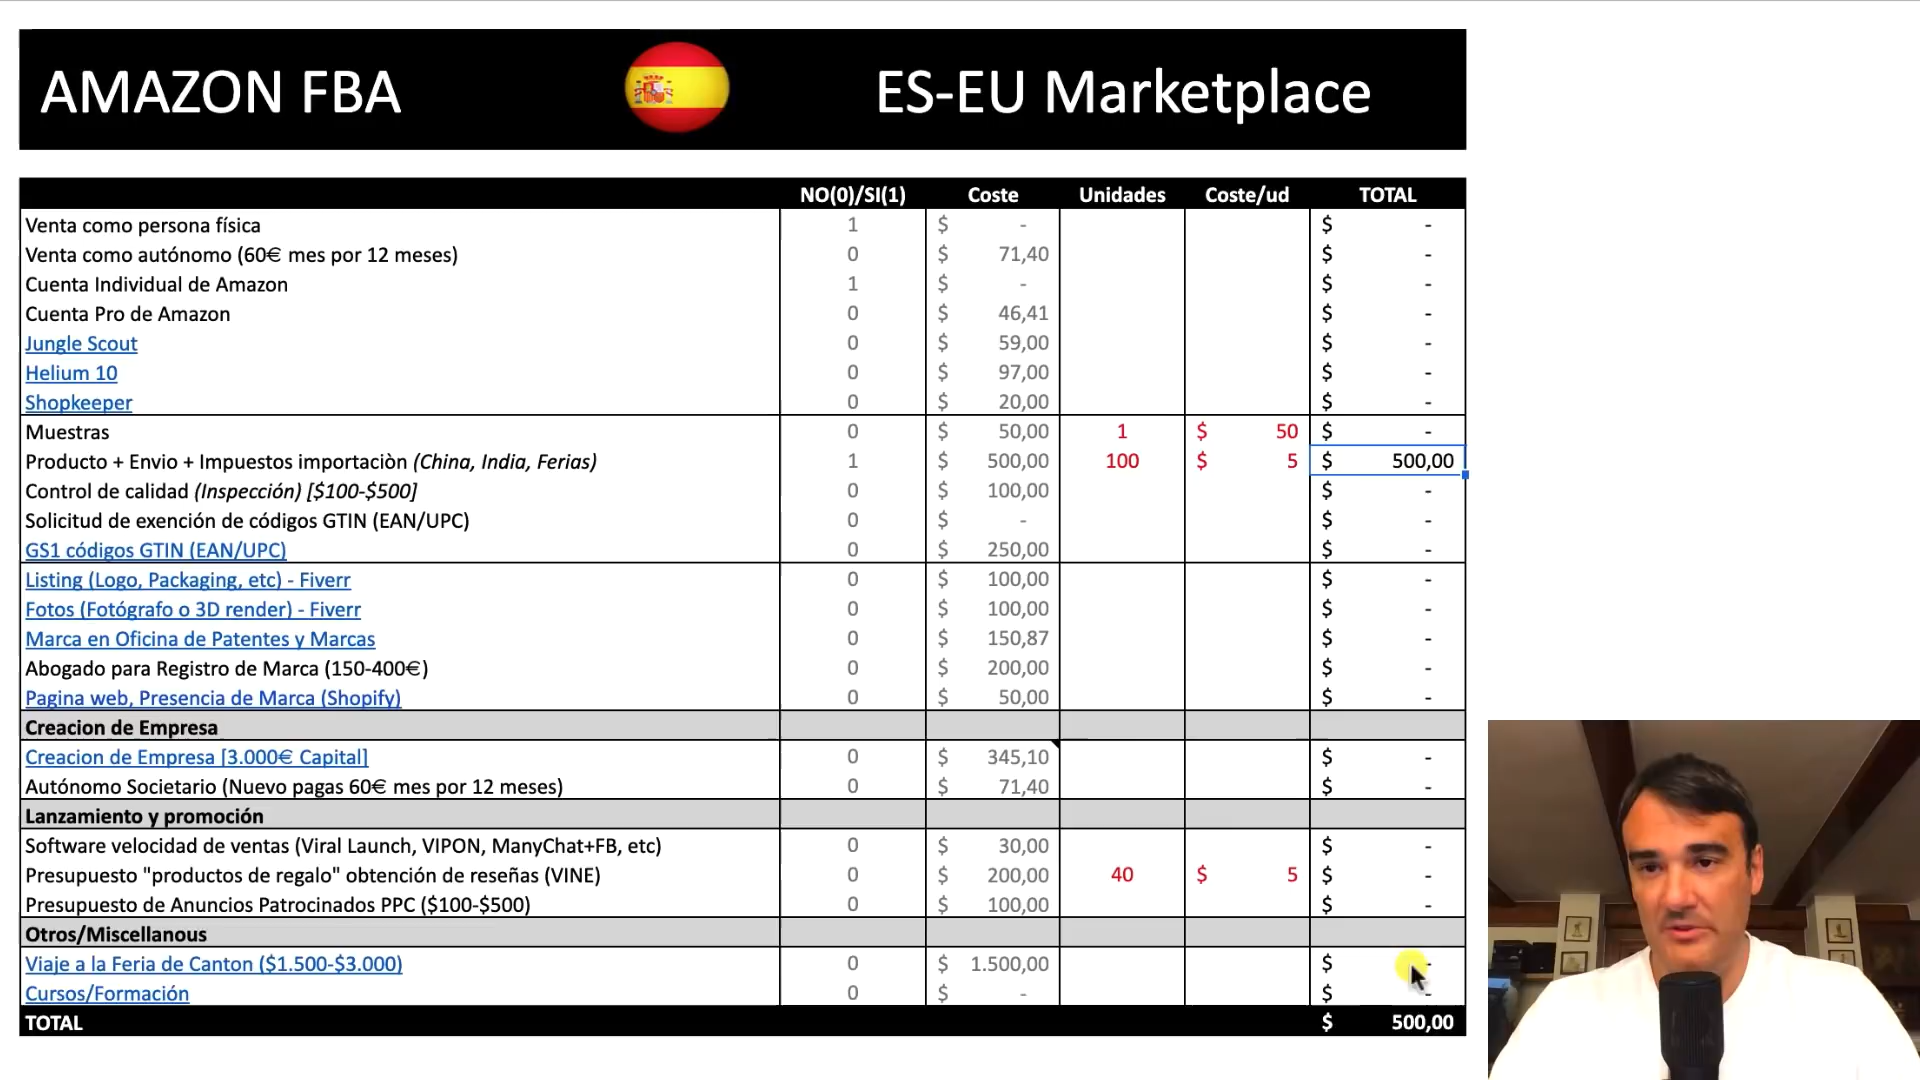 AMAZON FBA ES-EU Marketplace
NO(0)/SI(1) Coste Unidades Coste/ud TOTAL
Venta como persona física 1 $ - $ -
Venta como autónomo (60€ mes por 12 meses) 0 $ 71,40 $ -
Cuenta Individual de Amazon 1 $ - $ -
Cuenta Pro de Amazon 0 $ 46,41 $ -
Jungle Scout 0 $ 59,00 $ -
Helium 10 0 $ 97,00 $ -
Shopkeeper 0 $ 20,00 $ -
Muestras 0 $ 50,00 1 $ 50 $ -
Producto + Envio + Impuestos importaciòn (China, India, Ferias) 1 $ 500,00 100 $ 5 $ 500,00
Control de calidad (Inspección) [$100-$500] 0 $ 100,00 $ -
Solicitud de exención de códigos GTIN (EAN/UPC) 0 $ - $ -
GS1 códigos GTIN (EAN/UPC) 0 $ 250,00 $ -
Listing (Logo, Packaging, etc) - Fiverr 0 $ 100,00 $ -
Fotos (Fotógrafo o 3D render) - Fiverr 0 $ 100,00 $ -
Marca en Oficina de Patentes y Marcas 0 $ 150,87 $ -
Abogado para Registro de Marca (150-400€) 0 $ 200,00 $ -
Pagina web, Presencia de Marca (Shopify) 0 $ 50,00 $ -
Creacion de Empresa
Creacion de Empresa [3.000€ Capital] 0 $ 345,10 $ -
Autónomo Societario (Nuevo pagas 60€ mes por 12 meses) 0 $ 71,40 $ -
Lanzamiento y promoción
Software velocidad de ventas (Viral Launch, VIPON, ManyChat+FB, etc) 0 $ 30,00 $ -
Presupuesto "productos de regalo" obtención de reseñas (VINE) 0 $ 200,00 40 $ 5 $ -
Presupuesto de Anuncios Patrocinados PPC ($100-$500) 0 $ 100,00 $ -
Otros/Miscellanous
Viaje a la Feria de Canton ($1.500-$3.000) 0 $ 1.500,00 $ -
Cursos/Formación 0 $ - $ -
TOTAL $ 500,00